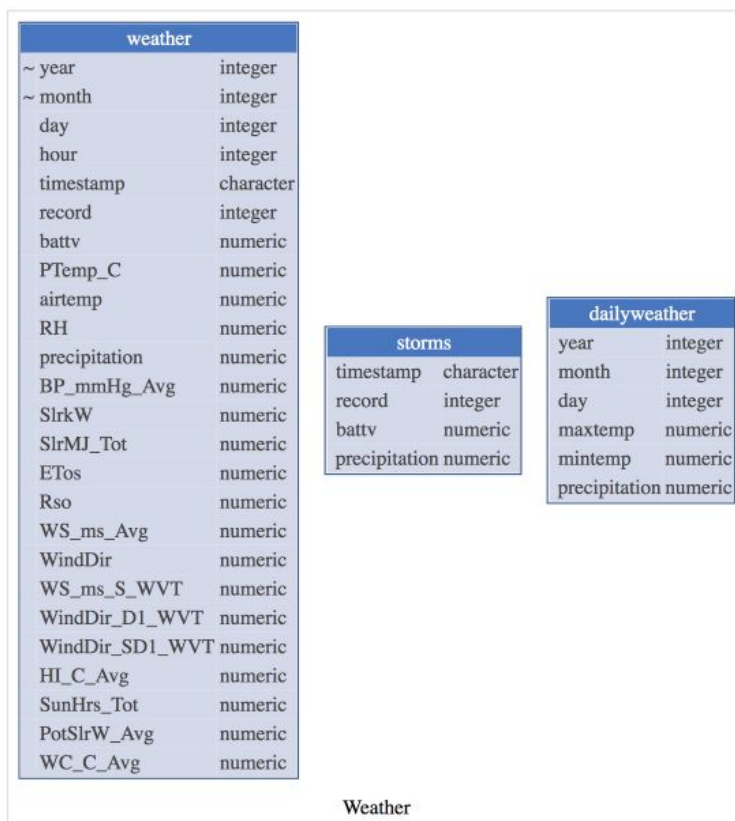 weather
~ year integer
~ month integer
day integer
hour integer
timestamp character
record integer
battv numeric
PTemp_C numeric
airtemp numeric
RH numeric
precipitation numeric
BP_mmHg_Avg numeric
SlrkW numeric
SlrMJ_Tot numeric
ETos numeric
Rso numeric
WS_ms_Avg numeric
WindDir numeric
WS_ms_S_WVT numeric
WindDir_D1_WVT numeric
WindDir_SD1_WVT numeric
HI_C_Avg numeric
SunHrs_Tot numeric
PotSlrW_Avg numeric
WC_C_Avg numeric
storms
timestamp character
record integer
battv numeric
precipitation numeric
dailyweather
year integer
month integer
day integer
maxtemp numeric
mintemp numeric
precipitation numeric
Weather